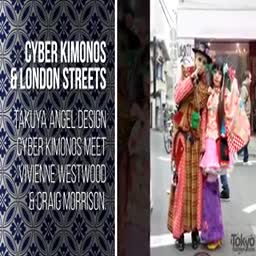 CYBER KIMONOS
& LONDON STREETS
TAKUYA ANGEL DESIGN
CYBER KIMONOS MEET
VIVIENNE WESTWOOD
& CRAIG MORRISON.
Tokyo